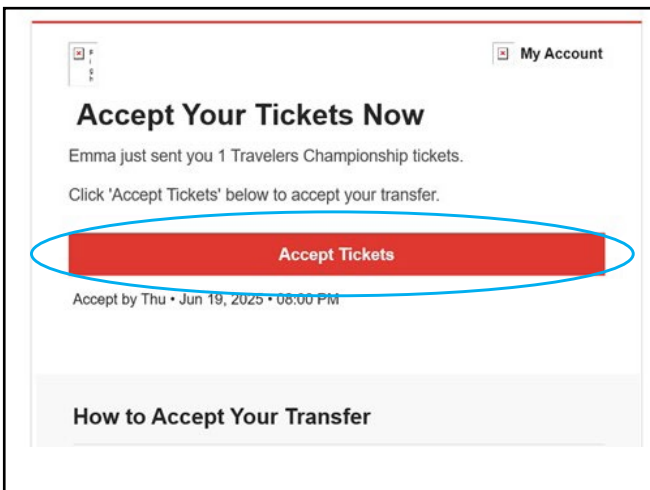 My Account
Accept Your Tickets Now
Emma just sent you 1 Travelers Championship tickets.
Click 'Accept Tickets' below to accept your transfer.
Accept Tickets
Accept by Thu • Jun 19, 2025 • 08:00 PM
How to Accept Your Transfer